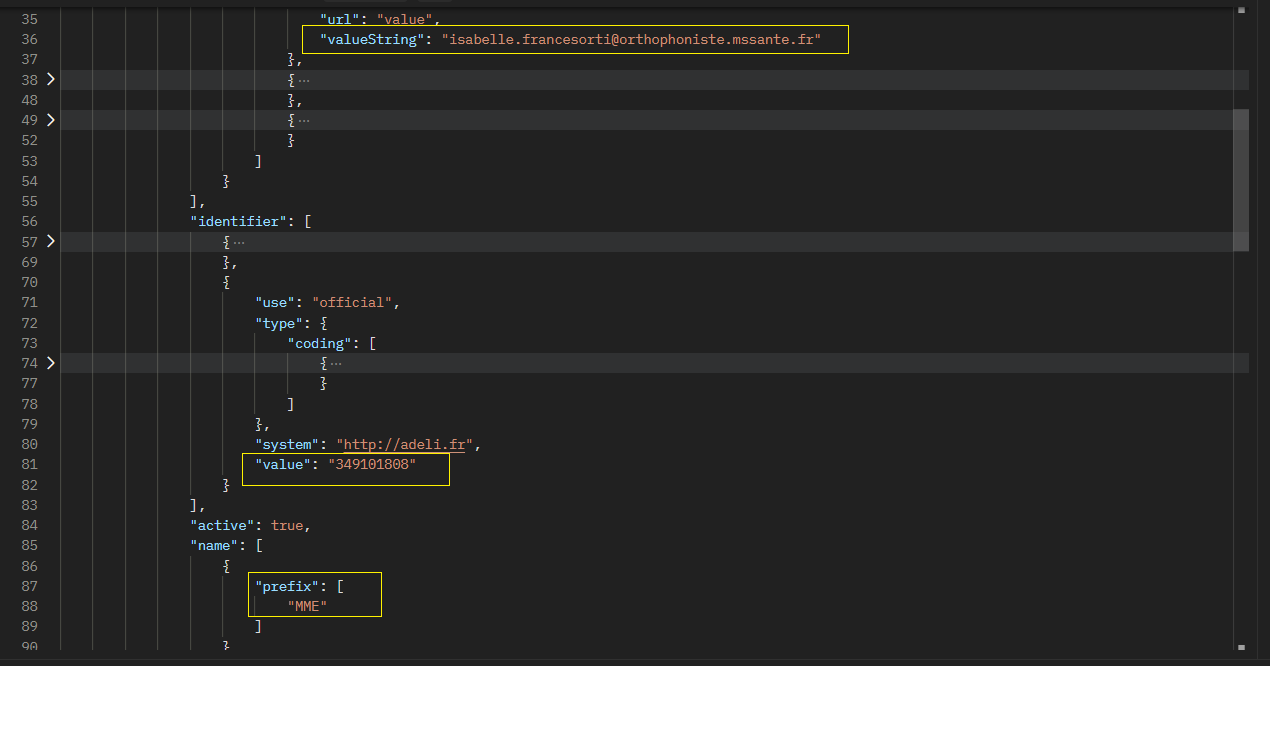 35 "url": "value",
36 "valueString": "isabelle.francesorti@orthophoniste.mssante.fr"
37 },
38 {···
48 },
49 {···
52 }
53 ]
54 }
55 ],
56 "identifier": [
57 {···
69 },
70 {
71 "use": "official",
72 "type": {
73 "coding": [
74 {···
77 }
78 ]
79 },
80 "system": "http://adeli.fr",
81 "value": "349101808"
82 }
83 ],
84 "active": true,
85 "name": [
86 {
87 "prefix": [
88 "MME"
89 ]
90 }